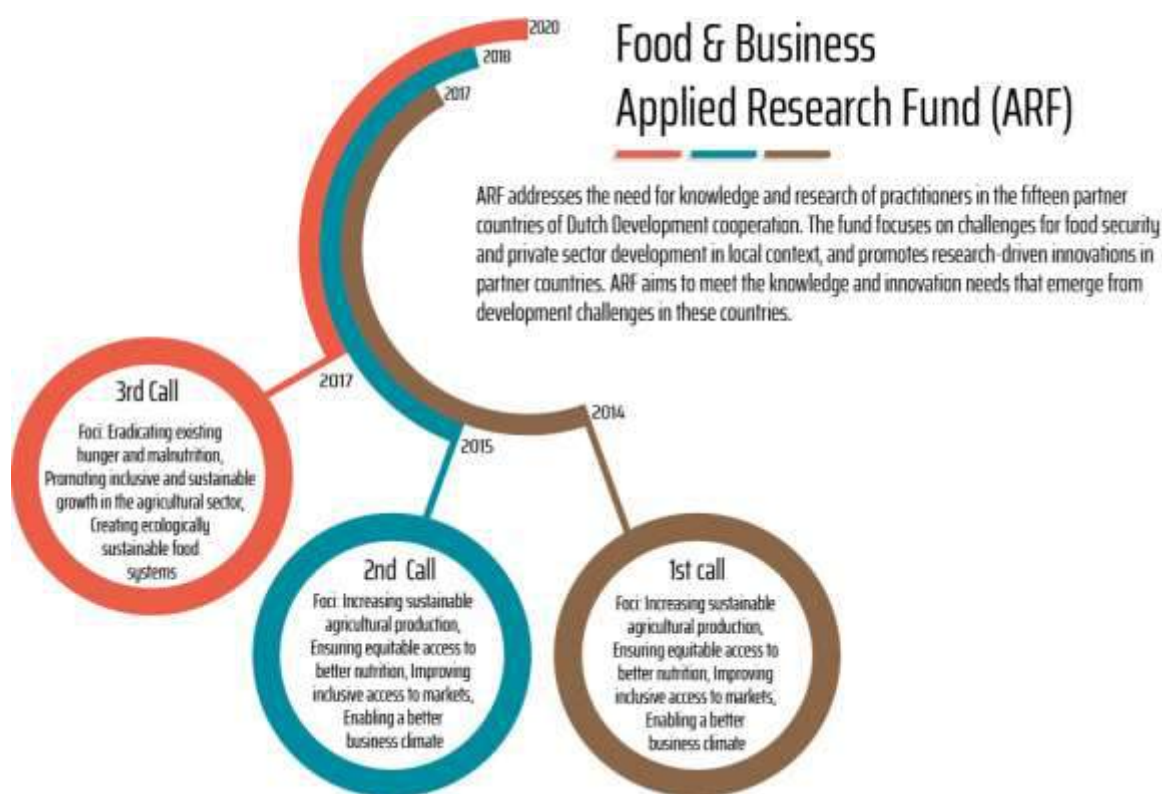 Food & Business
Applied Research Fund (ARF)
ARF addresses the need for knowledge and research of practitioners in the fifteen partner
countries of Dutch Development cooperation. The fund focuses on challenges for food security
and private sector development in local context, and promotes research-driven innovations in
partner countries. ARF aims to meet the knowledge and innovation needs that emerge from
development challenges in these countries.
2020
2018
2017
2017
2015
2014
3rd Call
Foci: Eradicating existing
hunger and malnutrition,
Promoting inclusive and sustainable
growth in the agricultural sector,
Creating ecologically
sustainable food
systems
2nd Call
Foci: Increasing sustainable
agricultural production,
Ensuring equitable access to
better nutrition, Improving
inclusive access to markets,
Enabling a better
business climate
1st call
Foci: Increasing sustainable
agricultural production,
Ensuring equitable access to
better nutrition, Improving
inclusive access to markets,
Enabling a better
business climate